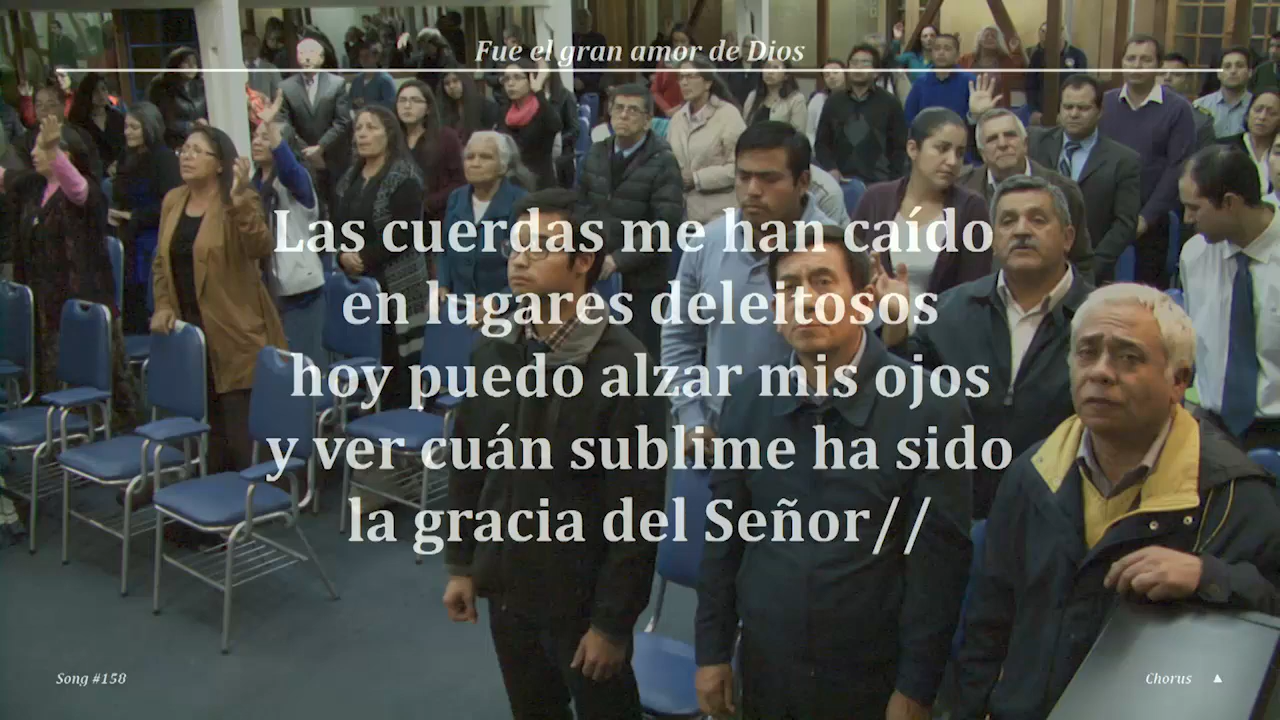 Fue el gran amor de Dios
Las cuerdas me han caído
en lugares deleitosos
hoy puedo alzar mis ojos
y ver cuán sublime ha sido
la gracia del Señor//
Song #158
Chorus ▲